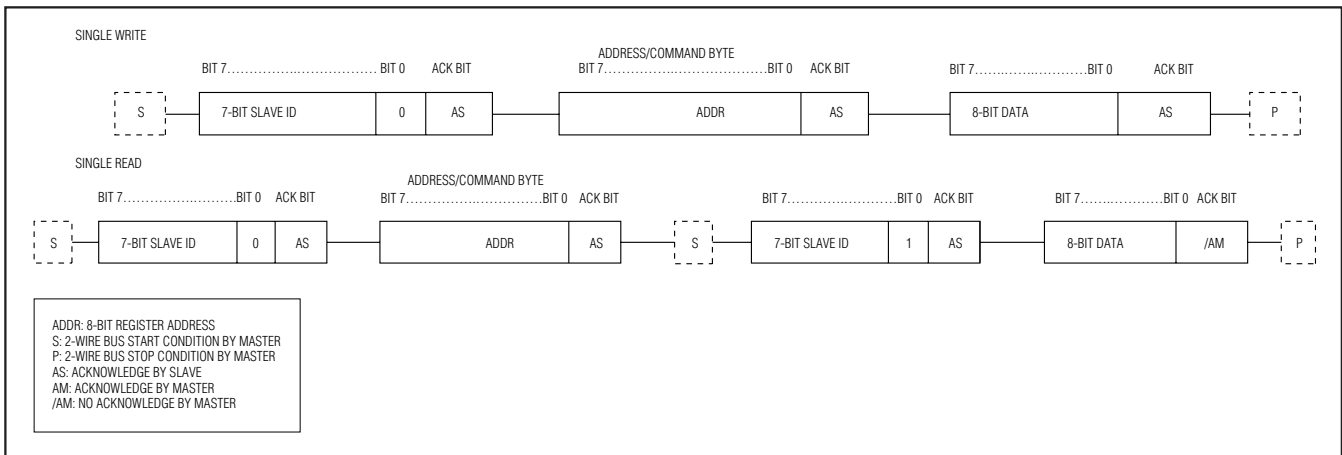 SINGLE WRITE
ADDRESS/COMMAND BYTE
BIT 7……………..……………… BIT 0 ACK BIT BIT 7……………...…………………BIT 0 ACK BIT BIT 7……..……..…………BIT 0 ACK BIT
S 7-BIT SLAVE ID 0 AS ADDR AS 8-BIT DATA AS P
SINGLE READ
ADDRESS/COMMAND BYTE
BIT 7……………….……….BIT 0 ACK BIT BIT 7………………...……………BIT 0 ACK BIT BIT 7……..……….…………BIT 0 ACK BIT BIT 7……..…………BIT 0 ACK BIT
S 7-BIT SLAVE ID 0 AS ADDR AS S 7-BIT SLAVE ID 1 AS 8-BIT DATA /AM P
ADDR: 8-BIT REGISTER ADDRESS
S: 2-WIRE BUS START CONDITION BY MASTER
P: 2-WIRE BUS STOP CONDITION BY MASTER
AS: ACKNOWLEDGE BY SLAVE
AM: ACKNOWLEDGE BY MASTER
/AM: NO ACKNOWLEDGE BY MASTER